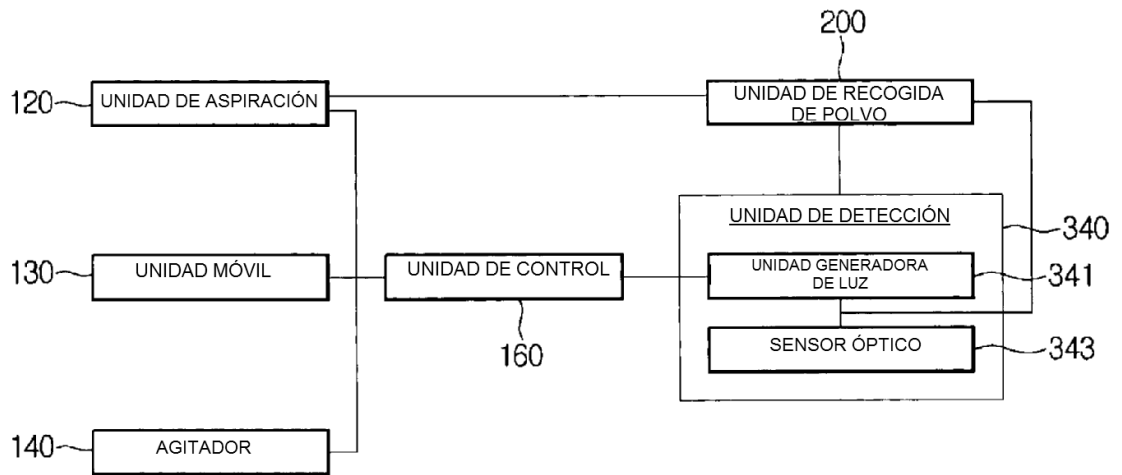 200
120
UNIDAD DE ASPIRACIÓN
UNIDAD DE RECOGIDA
DE POLVO
UNIDAD DE DETECCIÓN
340
130
UNIDAD MÓVIL
UNIDAD DE CONTROL
160
UNIDAD GENERADORA
DE LUZ
341
SENSOR ÓPTICO
343
140
AGITADOR